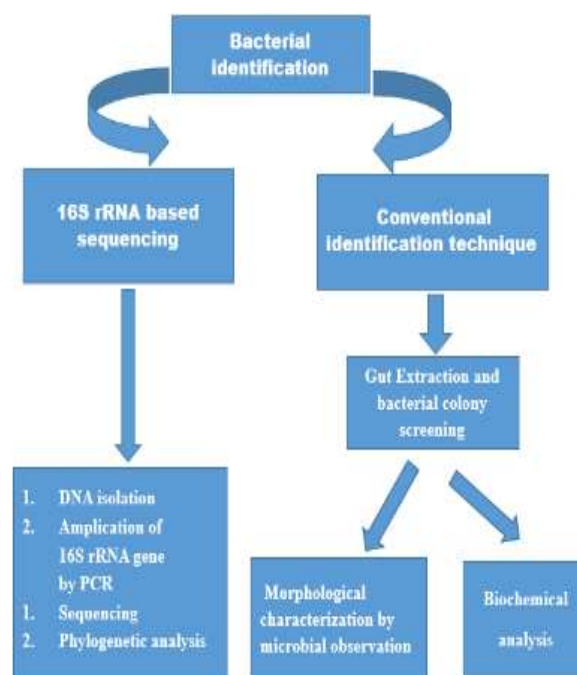 Bacterial
identification
16S rRNA based
sequencing
Conventional
identification technique
Gut Extraction and
bacterial colony
screening
1. DNA isolation
2. Amplication of
16S rRNA gene
by PCR
1. Sequencing
2. Phylogenetic analysis
Morphological
characterization by
microbial observation
Biochemical
analysis